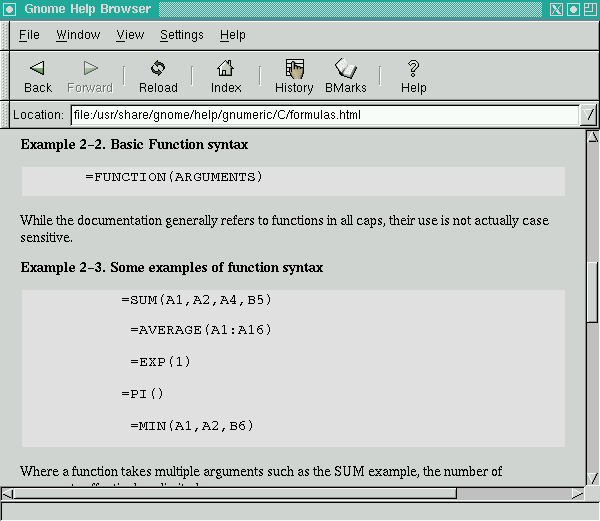 Gnome Help Browser
File Window View Settings Help
Back Forward Reload Index History BMarks Help
Location: file:/usr/share/gnome/help/gnumeric/C/formulas.html
Example 2-2. Basic Function syntax
=FUNCTION(ARGUMENTS)
While the documentation generally refers to functions in all caps, their use is not actually case
sensitive.
Example 2-3. Some examples of function syntax
=SUM(A1,A2,A4,B5)
=AVERAGE(A1:A16)
=EXP(1)
=PI()
=MIN(A1,A2,B6)
Where a function takes multiple arguments such as the SUM example, the number of